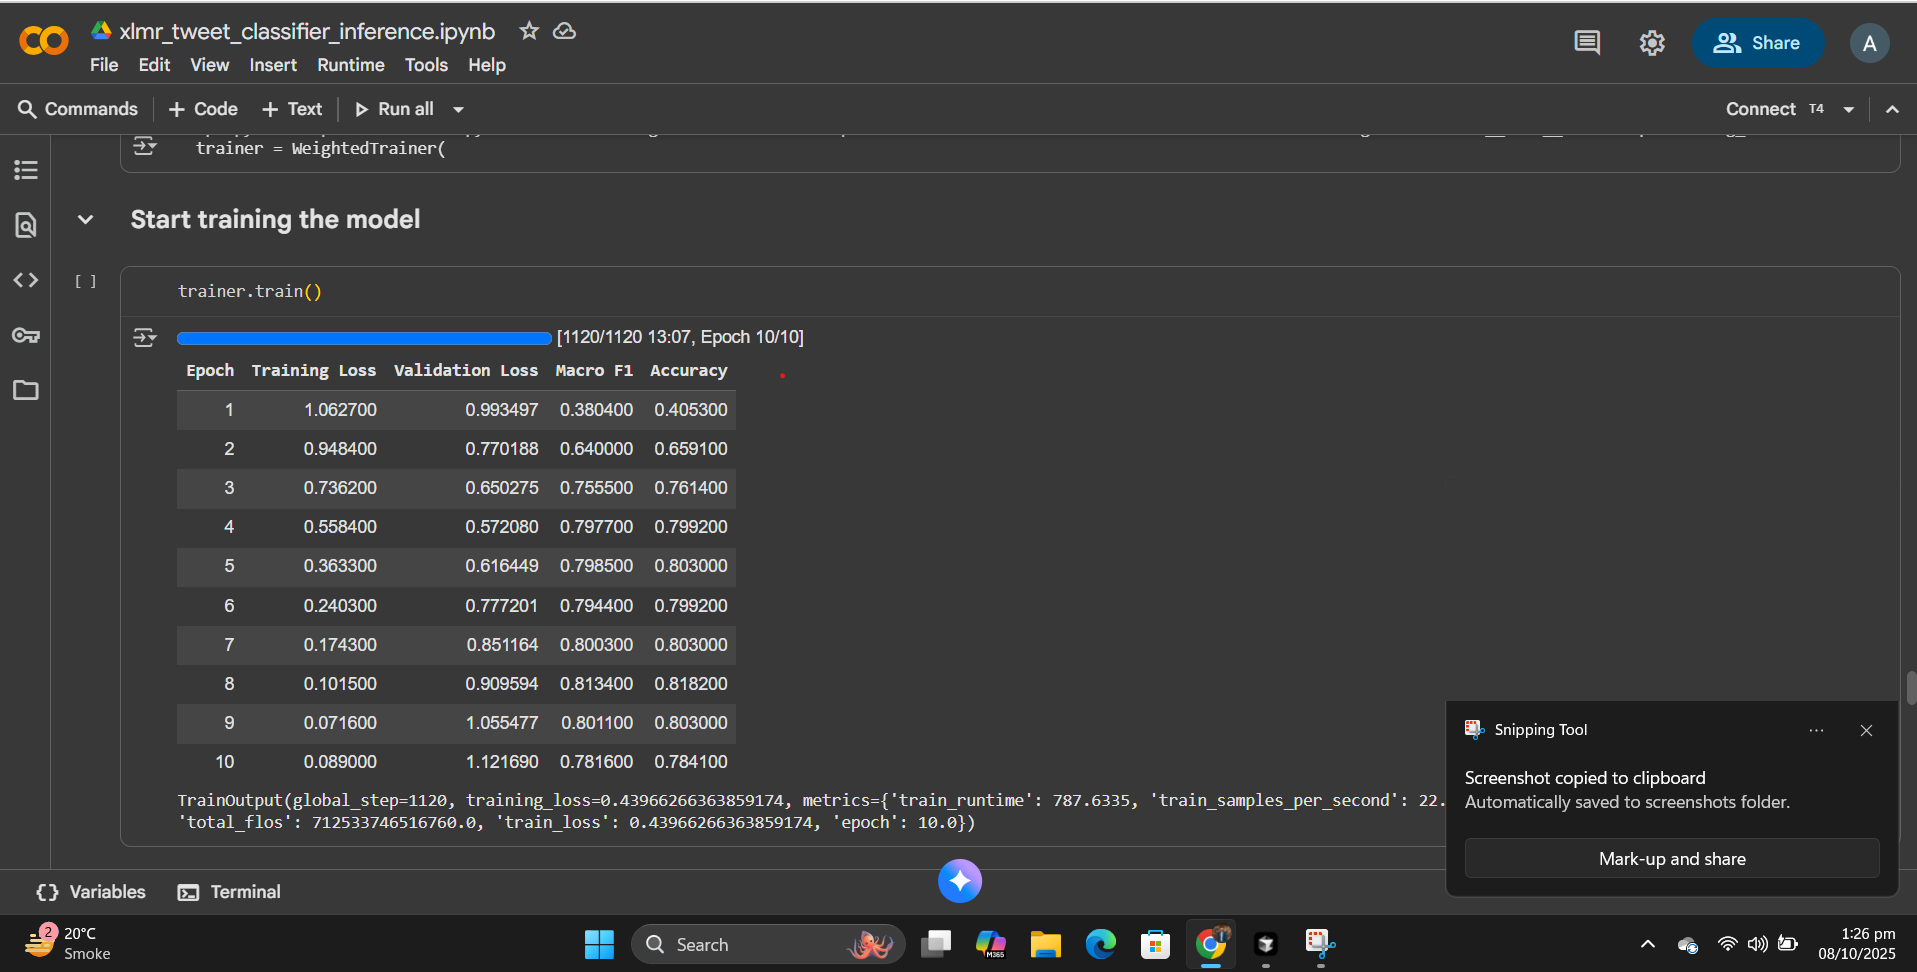 xlmr_tweet_classifier_inference.ipynb
File Edit View Insert Runtime Tools Help
Share
A
Commands + Code + Text Run all
Connect T4
trainer = WeightedTrainer(
Start training the model
[ ]
trainer.train()
[1120/1120 13:07, Epoch 10/10]
Epoch Training Loss Validation Loss Macro F1 Accuracy
1 1.062700 0.993497 0.380400 0.405300
2 0.948400 0.770188 0.640000 0.659100
3 0.736200 0.650275 0.755500 0.761400
4 0.558400 0.572080 0.797700 0.799200
5 0.363300 0.616449 0.798500 0.803000
6 0.240300 0.777201 0.794400 0.799200
7 0.174300 0.851164 0.800300 0.803000
8 0.101500 0.909594 0.813400 0.818200
9 0.071600 1.055477 0.801100 0.803000
10 0.089000 1.121690 0.781600 0.784100
TrainOutput(global_step=1120, training_loss=0.43966266363859174, metrics={'train_runtime': 787.6335, 'train_samples_per_second': 22.
'total_flos': 712533746516760.0, 'train_loss': 0.43966266363859174, 'epoch': 10.0})
Snipping Tool
Screenshot copied to clipboard
Automatically saved to screenshots folder.
Mark-up and share
Variables Terminal
2
20°C
Smoke
Search
M365
1:26 pm
08/10/2025